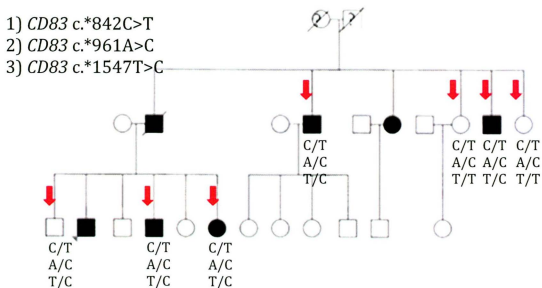 1) CD83 c.*842C>T
2) CD83 c.*961A>C
3) CD83 c.*1547T>C
? ?
C/T
A/C
T/C
C/T
A/C
T/T
C/T
A/C
T/C
C/T
A/C
T/T
C/T
A/C
T/C
C/T
A/C
T/C
C/T
A/C
T/C